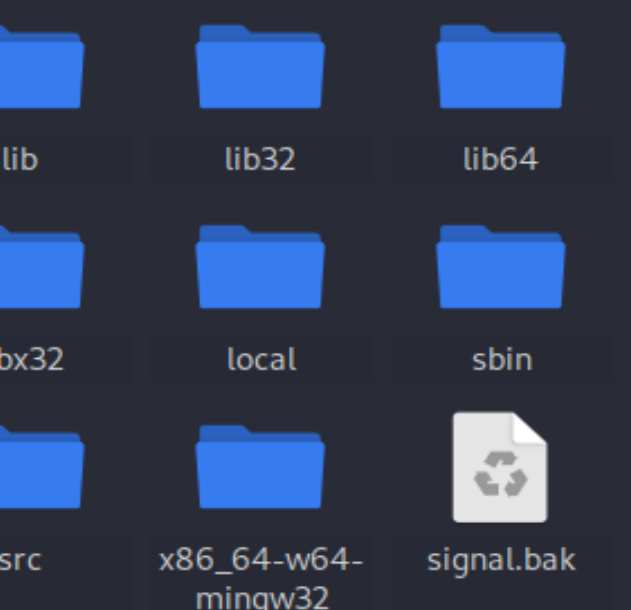 lib
lib32
lib64
bx32
local
sbin
src
x86_64-w64-
mingw32
signal.bak